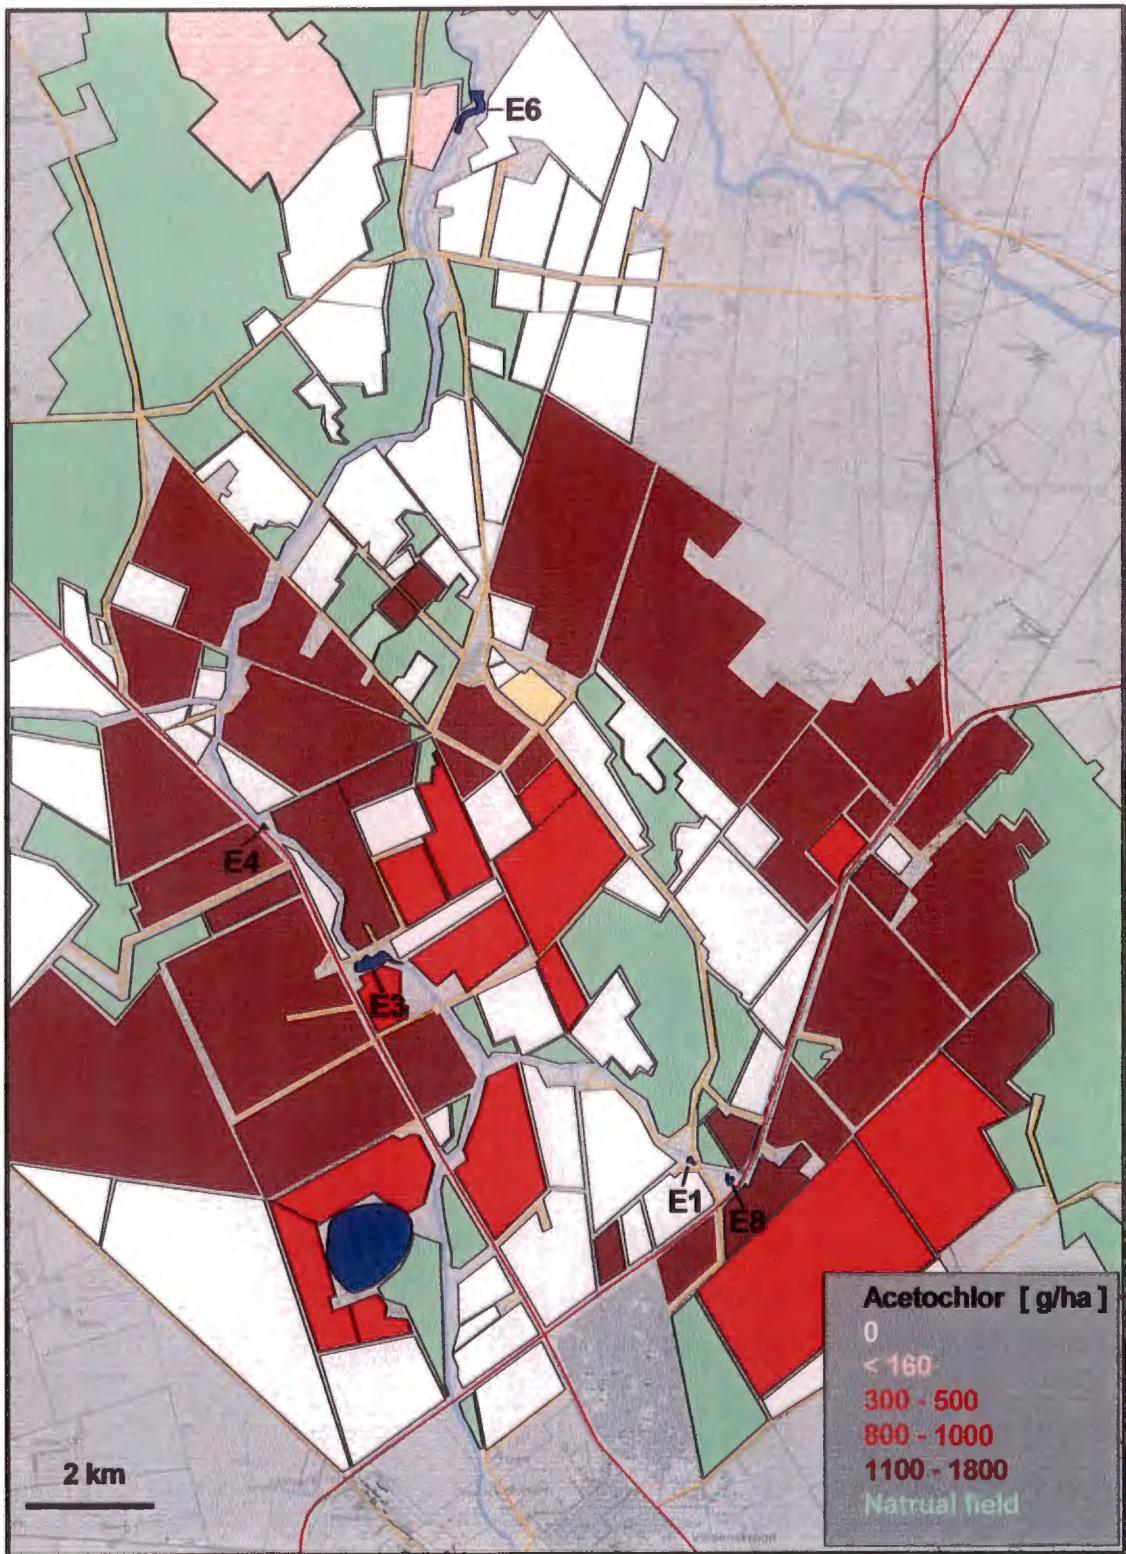 E6
E4
E3
E1
E8
Acetochlor [ g/ha ]
0
< 160
300 - 500
800 - 1000
1100 - 1800
Natrual field
2 km